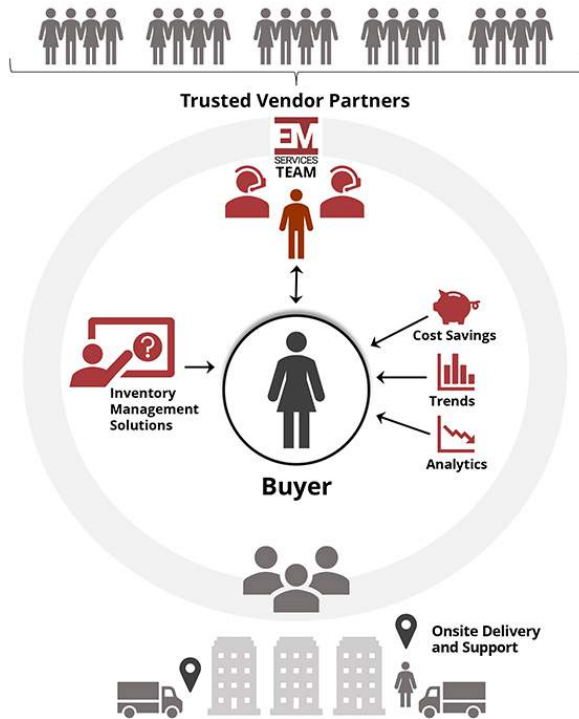 Trusted Vendor Partners
EM
SERVICES
TEAM
Cost Savings
?
Inventory
Management
Solutions
Trends
Analytics
Buyer
Onsite Delivery
and Support